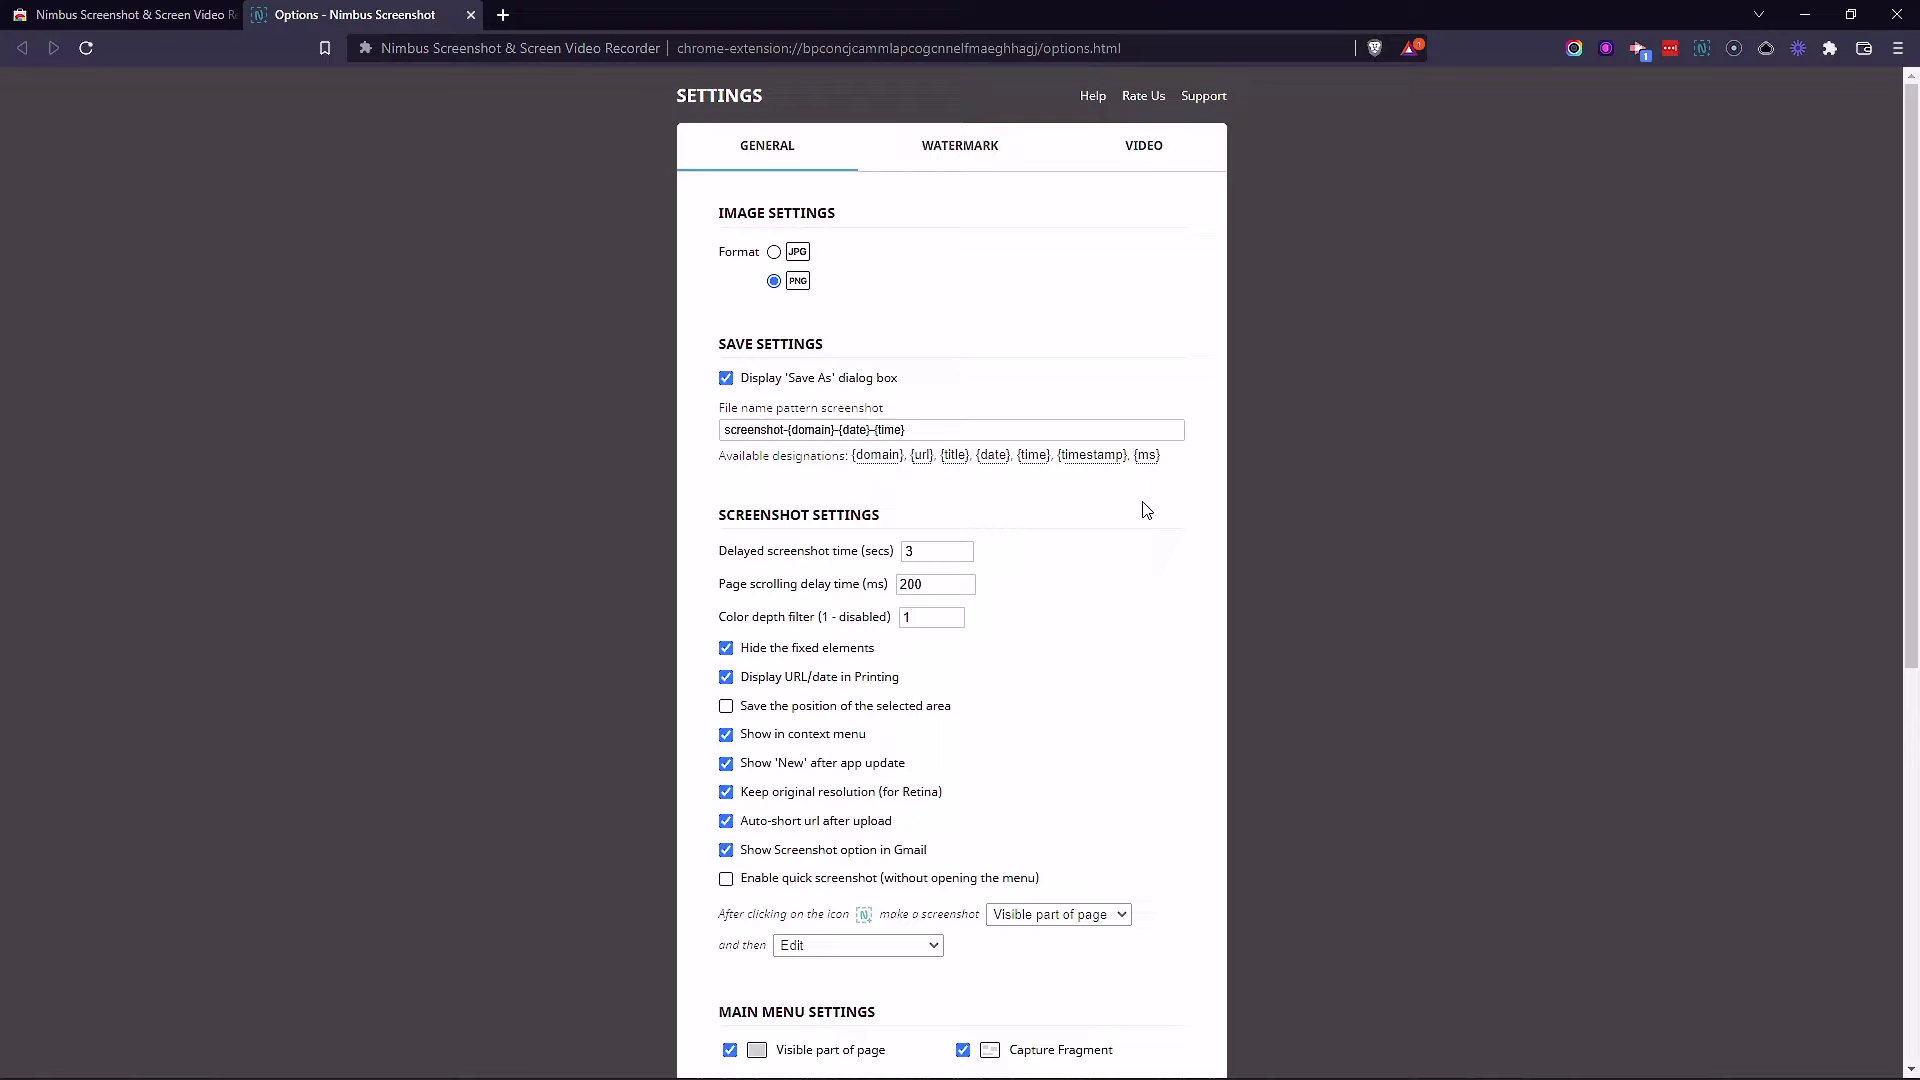 Nimbus Screenshot & Screen Video R
Options - Nimbus Screenshot
Nimbus Screenshot & Screen Video Recorder
chrome-extension://bpconcjcammlapcogcnnelfmaeghhagj/options.html
1
1
SETTINGS
Help Rate Us Support
GENERAL WATERMARK VIDEO
IMAGE SETTINGS
Format JPG
PNG
SAVE SETTINGS
Display 'Save As' dialog box
File name pattern screenshot
screenshot-{domain}-{date}-{time}
Available designations: {domain}, {url}, {title}, {date}, {time}, {timestamp}, {ms}
SCREENSHOT SETTINGS
Delayed screenshot time (secs) 3
Page scrolling delay time (ms) 200
Color depth filter (1 - disabled) 1
Hide the fixed elements
Display URL/date in Printing
Save the position of the selected area
Show in context menu
Show 'New' after app update
Keep original resolution (for Retina)
Auto-short url after upload
Show Screenshot option in Gmail
Enable quick screenshot (without opening the menu)
After clicking on the icon N make a screenshot Visible part of page
and then Edit
MAIN MENU SETTINGS
Visible part of page Capture Fragment